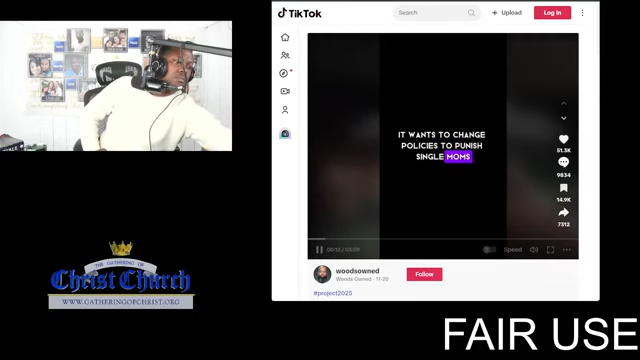 TikTok
Search
+ Upload
Log in
IT WANTS TO CHANGE
POLICIES TO PUNISH
SINGLE MOMS
51.3K
9834
14.9K
7312
00:12 / 03:09
Speed
woodsowned
Woods Owned · 11-20
Follow
#project2025
THE GATHERING OF
Christ Church
WWW.GATHERINGOFCHRIST.ORG
FAIR USE